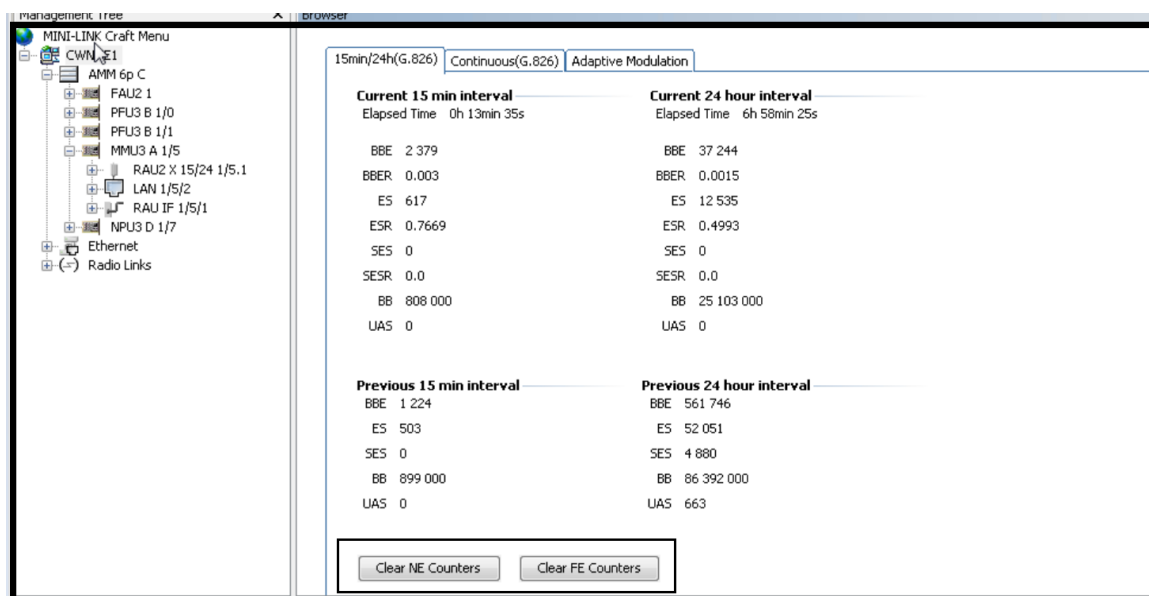 Management Tree X Browser
MINI-LINK Craft Menu
AMM 6p C
FAU2 1
PFU3 B 1/0
PFU3 B 1/1
MMU3 A 1/5
RAU2 X 15/24 1/5.1
LAN 1/5/2
RAU IF 1/5/1
NPU3 D 1/7
Ethernet
Radio Links
15min/24h(G.826) Continuous(G.826) Adaptive Modulation
Current 15 min interval
Elapsed Time 0h 13min 35s
BBE 2 379
BBER 0.003
ES 617
ESR 0.7669
SES 0
SESR 0.0
BB 808 000
UAS 0
Current 24 hour interval
Elapsed Time 6h 58min 25s
BBE 37 244
BBER 0.0015
ES 12 535
ESR 0.4993
SES 0
SESR 0.0
BB 25 103 000
UAS 0
Previous 15 min interval
BBE 1 224
ES 503
SES 0
BB 899 000
UAS 0
Previous 24 hour interval
BBE 561 746
ES 52 051
SES 4 880
BB 86 392 000
UAS 663
Clear NE Counters Clear FE Counters